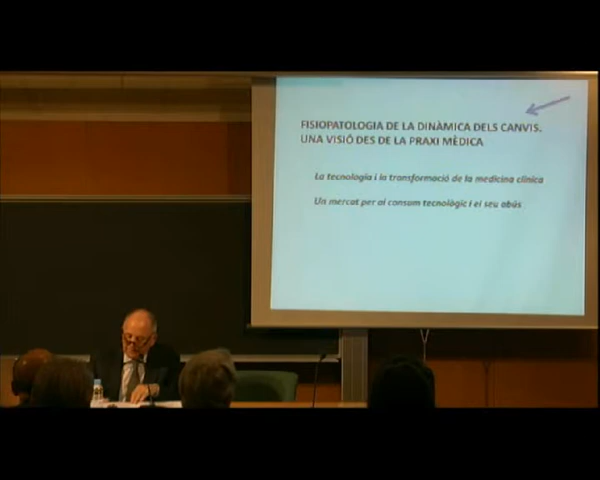 FISIOPATOLOGIA DE LA DINÀMICA DELS CANVIS.
UNA VISIÓ DES DE LA PRAXI MÈDICA
La tecnologia i la transformació de la medicina clínica
Un mercat per al consum tecnològic i el seu abús